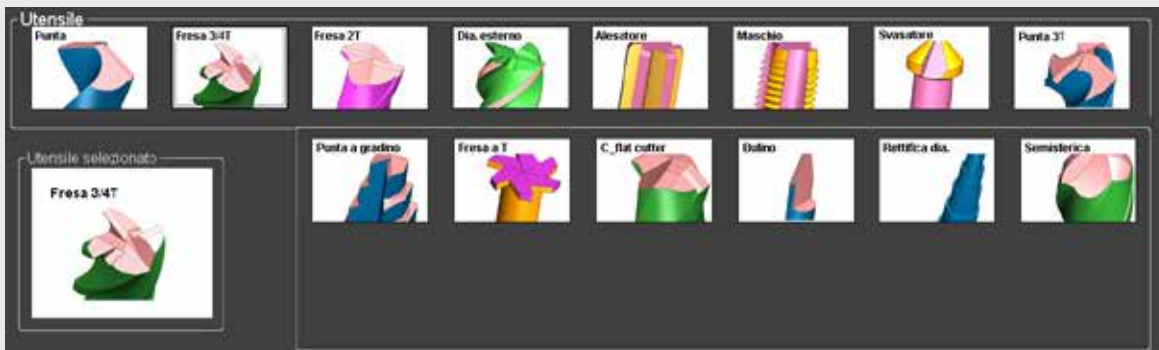 Utensile
Punta
Fresa 3/4T
Fresa 2T
Dia. esterno
Alesatore
Maschio
Svasatore
Punta 3T
Utensile selezionato
Fresa 3/4T
Punta a gradino
Fresa a T
C_flat cutter
Bulino
Rettifica dia.
Semisferica